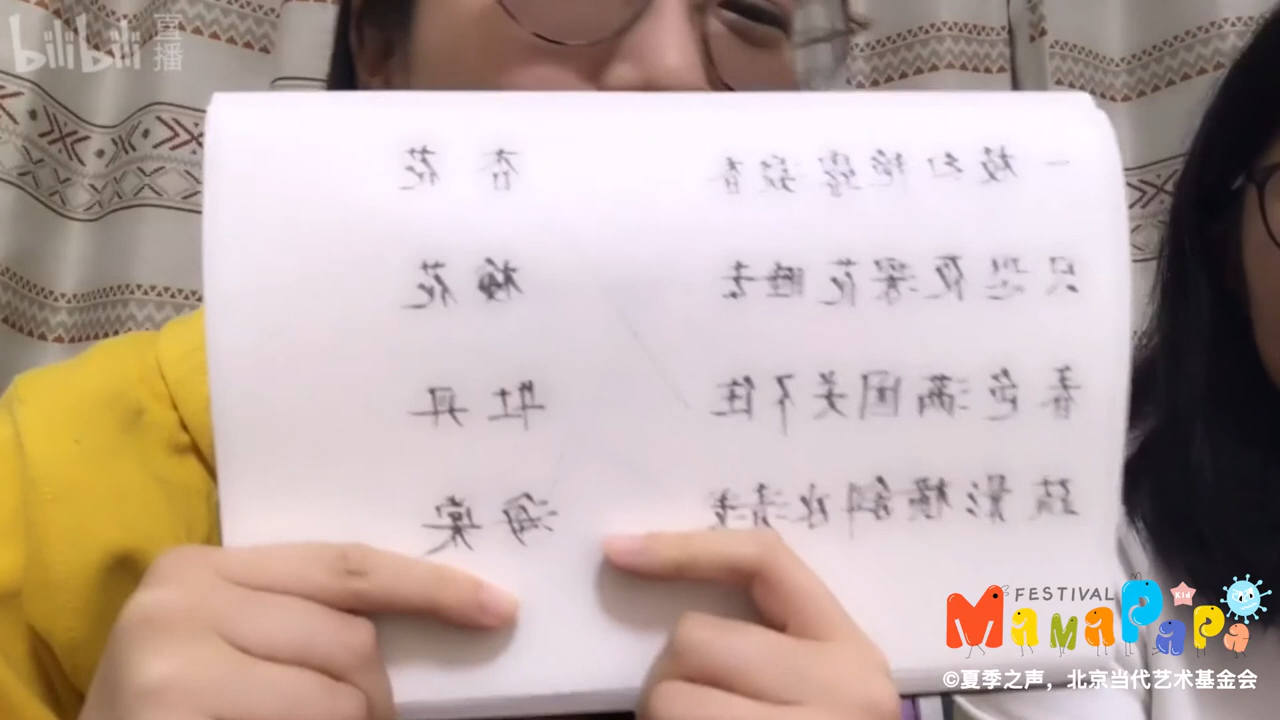 bilibili 直播
一枝红艳露凝香 杏花
只恐夜深花睡去 梅花
春色满园关不住 牡丹
疏影横斜水清浅 海棠
FESTIVAL
MamaPaPa
Kid
©夏季之声，北京当代艺术基金会